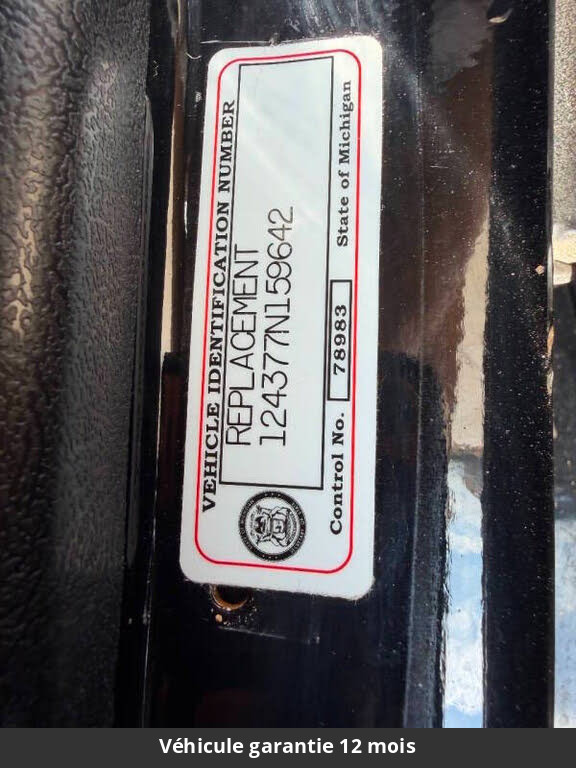 VEHICLE IDENTIFICATION NUMBER
REPLACEMENT
124377N159642
Control No. 78983 State of Michigan
Véhicule garantie 12 mois